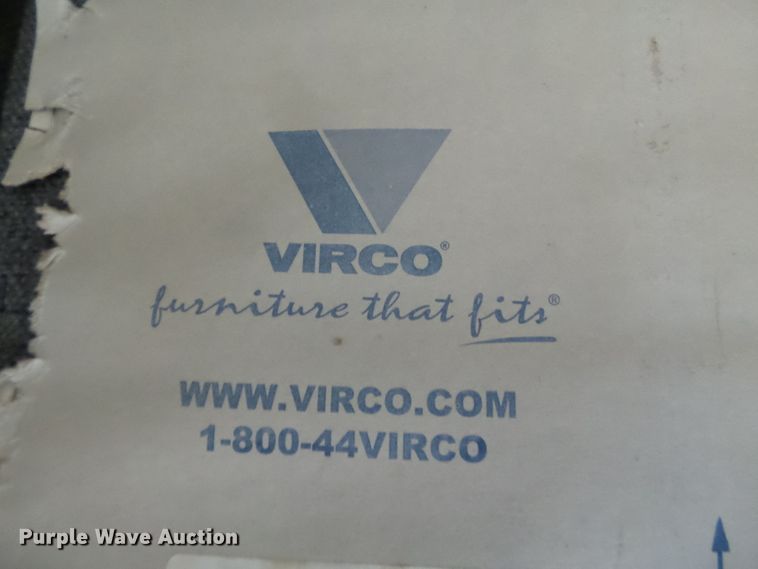 VIRCO®
furniture that fits®
WWW.VIRCO.COM
1-800-44VIRCO
Purple Wave Auction